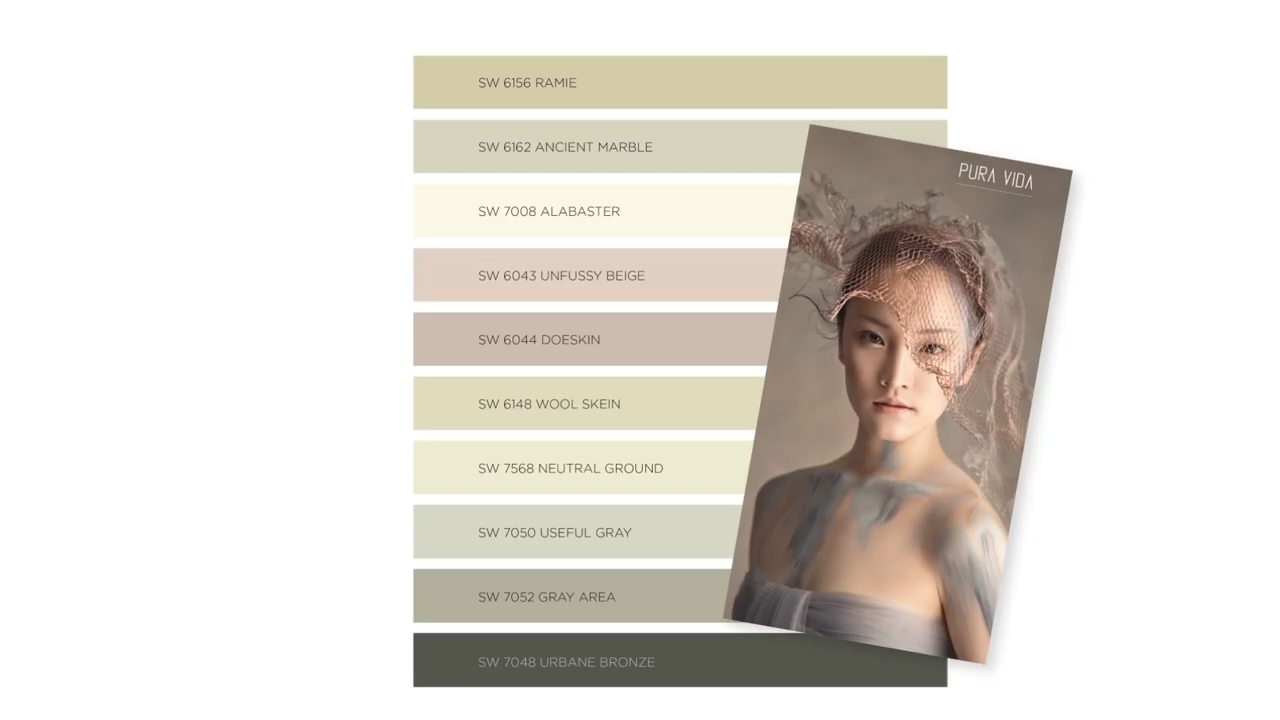 SW 6156 RAMIE
SW 6162 ANCIENT MARBLE
PURA VIDA
SW 7008 ALABASTER
SW 6043 UNFUSSY BEIGE
SW 6044 DOESKIN
SW 6148 WOOL SKEIN
SW 7568 NEUTRAL GROUND
SW 7050 USEFUL GRAY
SW 7052 GRAY AREA
SW 7048 URBANE BRONZE